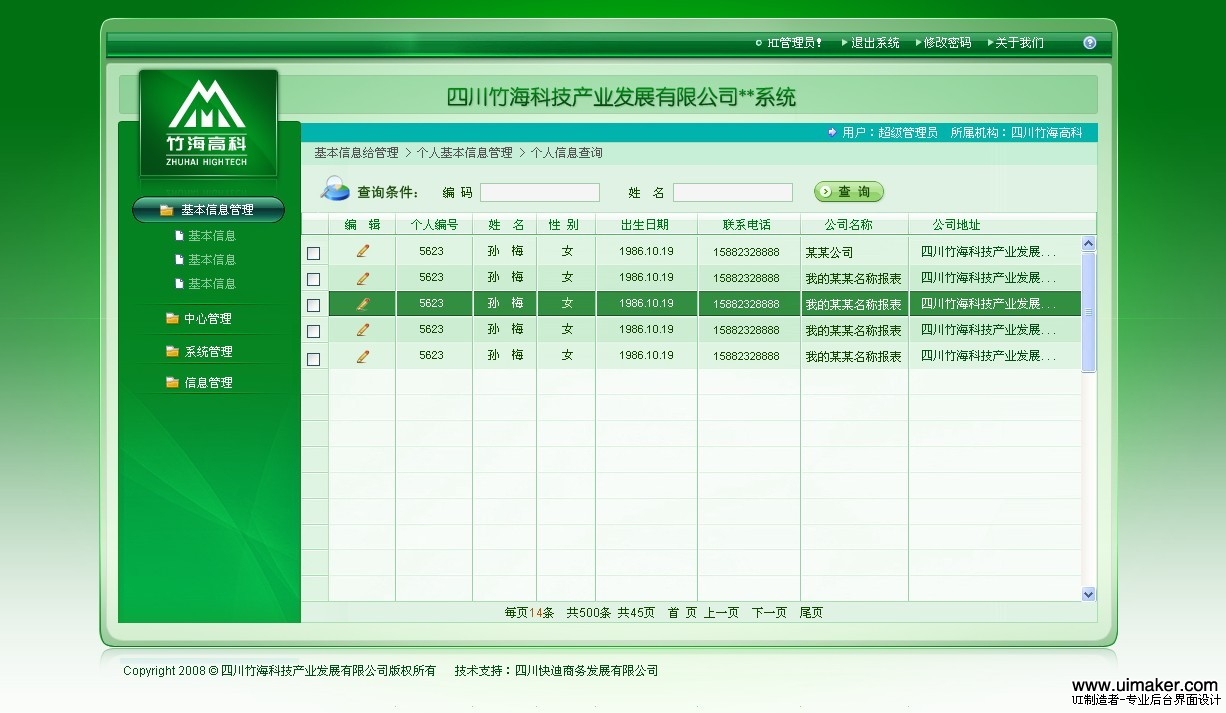 HI管理员! 退出系统 修改密码 关于我们
四川竹海科技产业发展有限公司**系统
竹海高科
ZHUHAI HIGHTECH
用户：超级管理员 所属机构：四川竹海高科
基本信息给管理 > 个人基本信息管理 > 个人信息查询
查询条件： 编 码 姓 名 查 询
基本信息管理
基本信息
基本信息
基本信息
中心管理
系统管理
信息管理
编 辑 个人编号 姓 名 性 别 出生日期 联系电话 公司名称 公司地址
5623 孙 梅 女 1986.10.19 15882328888 某某公司 四川竹海科技产业发展...
5623 孙 梅 女 1986.10.19 15882328888 我的某某名称报表 四川竹海科技产业发展...
5623 孙 梅 女 1986.10.19 15882328888 我的某某名称报表 四川竹海科技产业发展...
5623 孙 梅 女 1986.10.19 15882328888 我的某某名称报表 四川竹海科技产业发展...
5623 孙 梅 女 1986.10.19 15882328888 我的某某名称报表 四川竹海科技产业发展...
每页14条 共500条 共45页 首 页 上一页 下一页 尾页
Copyright 2008 © 四川竹海科技产业发展有限公司版权所有 技术支持：四川快迪商务发展有限公司
www.uimaker.com
UI制造者-专业后台界面设计